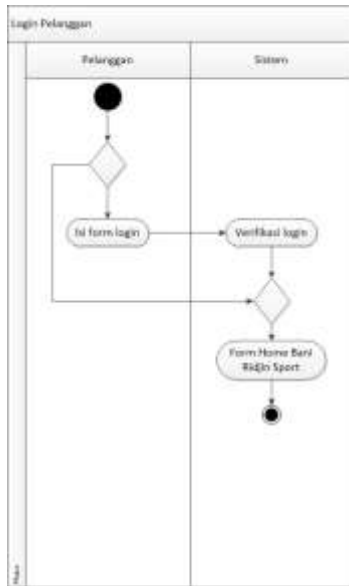 Login Pelanggan
Pelanggan
Sistem
Isi form login
Verifikasi login
Form Home Bani
Ridjin Sport